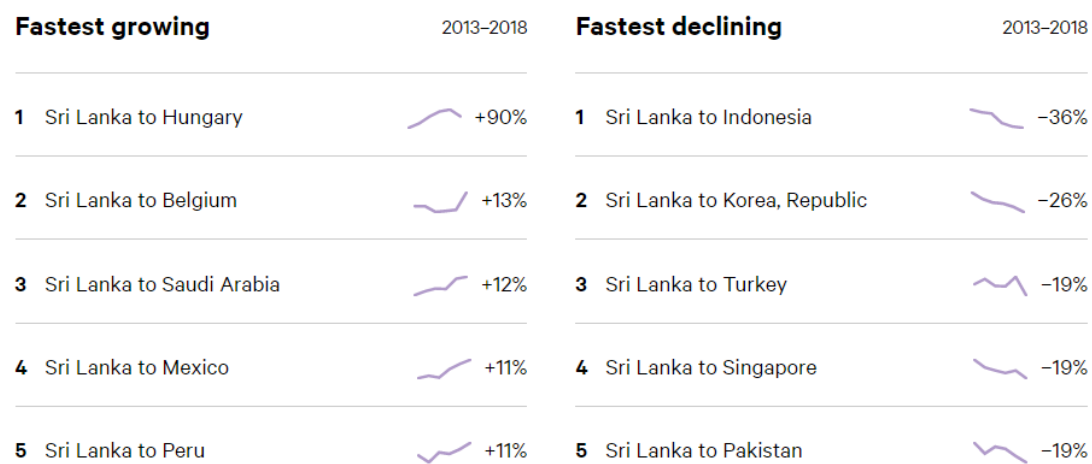 Fastest growing 2013–2018
1 Sri Lanka to Hungary +90%
2 Sri Lanka to Belgium +13%
3 Sri Lanka to Saudi Arabia +12%
4 Sri Lanka to Mexico +11%
5 Sri Lanka to Peru +11%
Fastest declining 2013–2018
1 Sri Lanka to Indonesia −36%
2 Sri Lanka to Korea, Republic −26%
3 Sri Lanka to Turkey −19%
4 Sri Lanka to Singapore −19%
5 Sri Lanka to Pakistan −19%